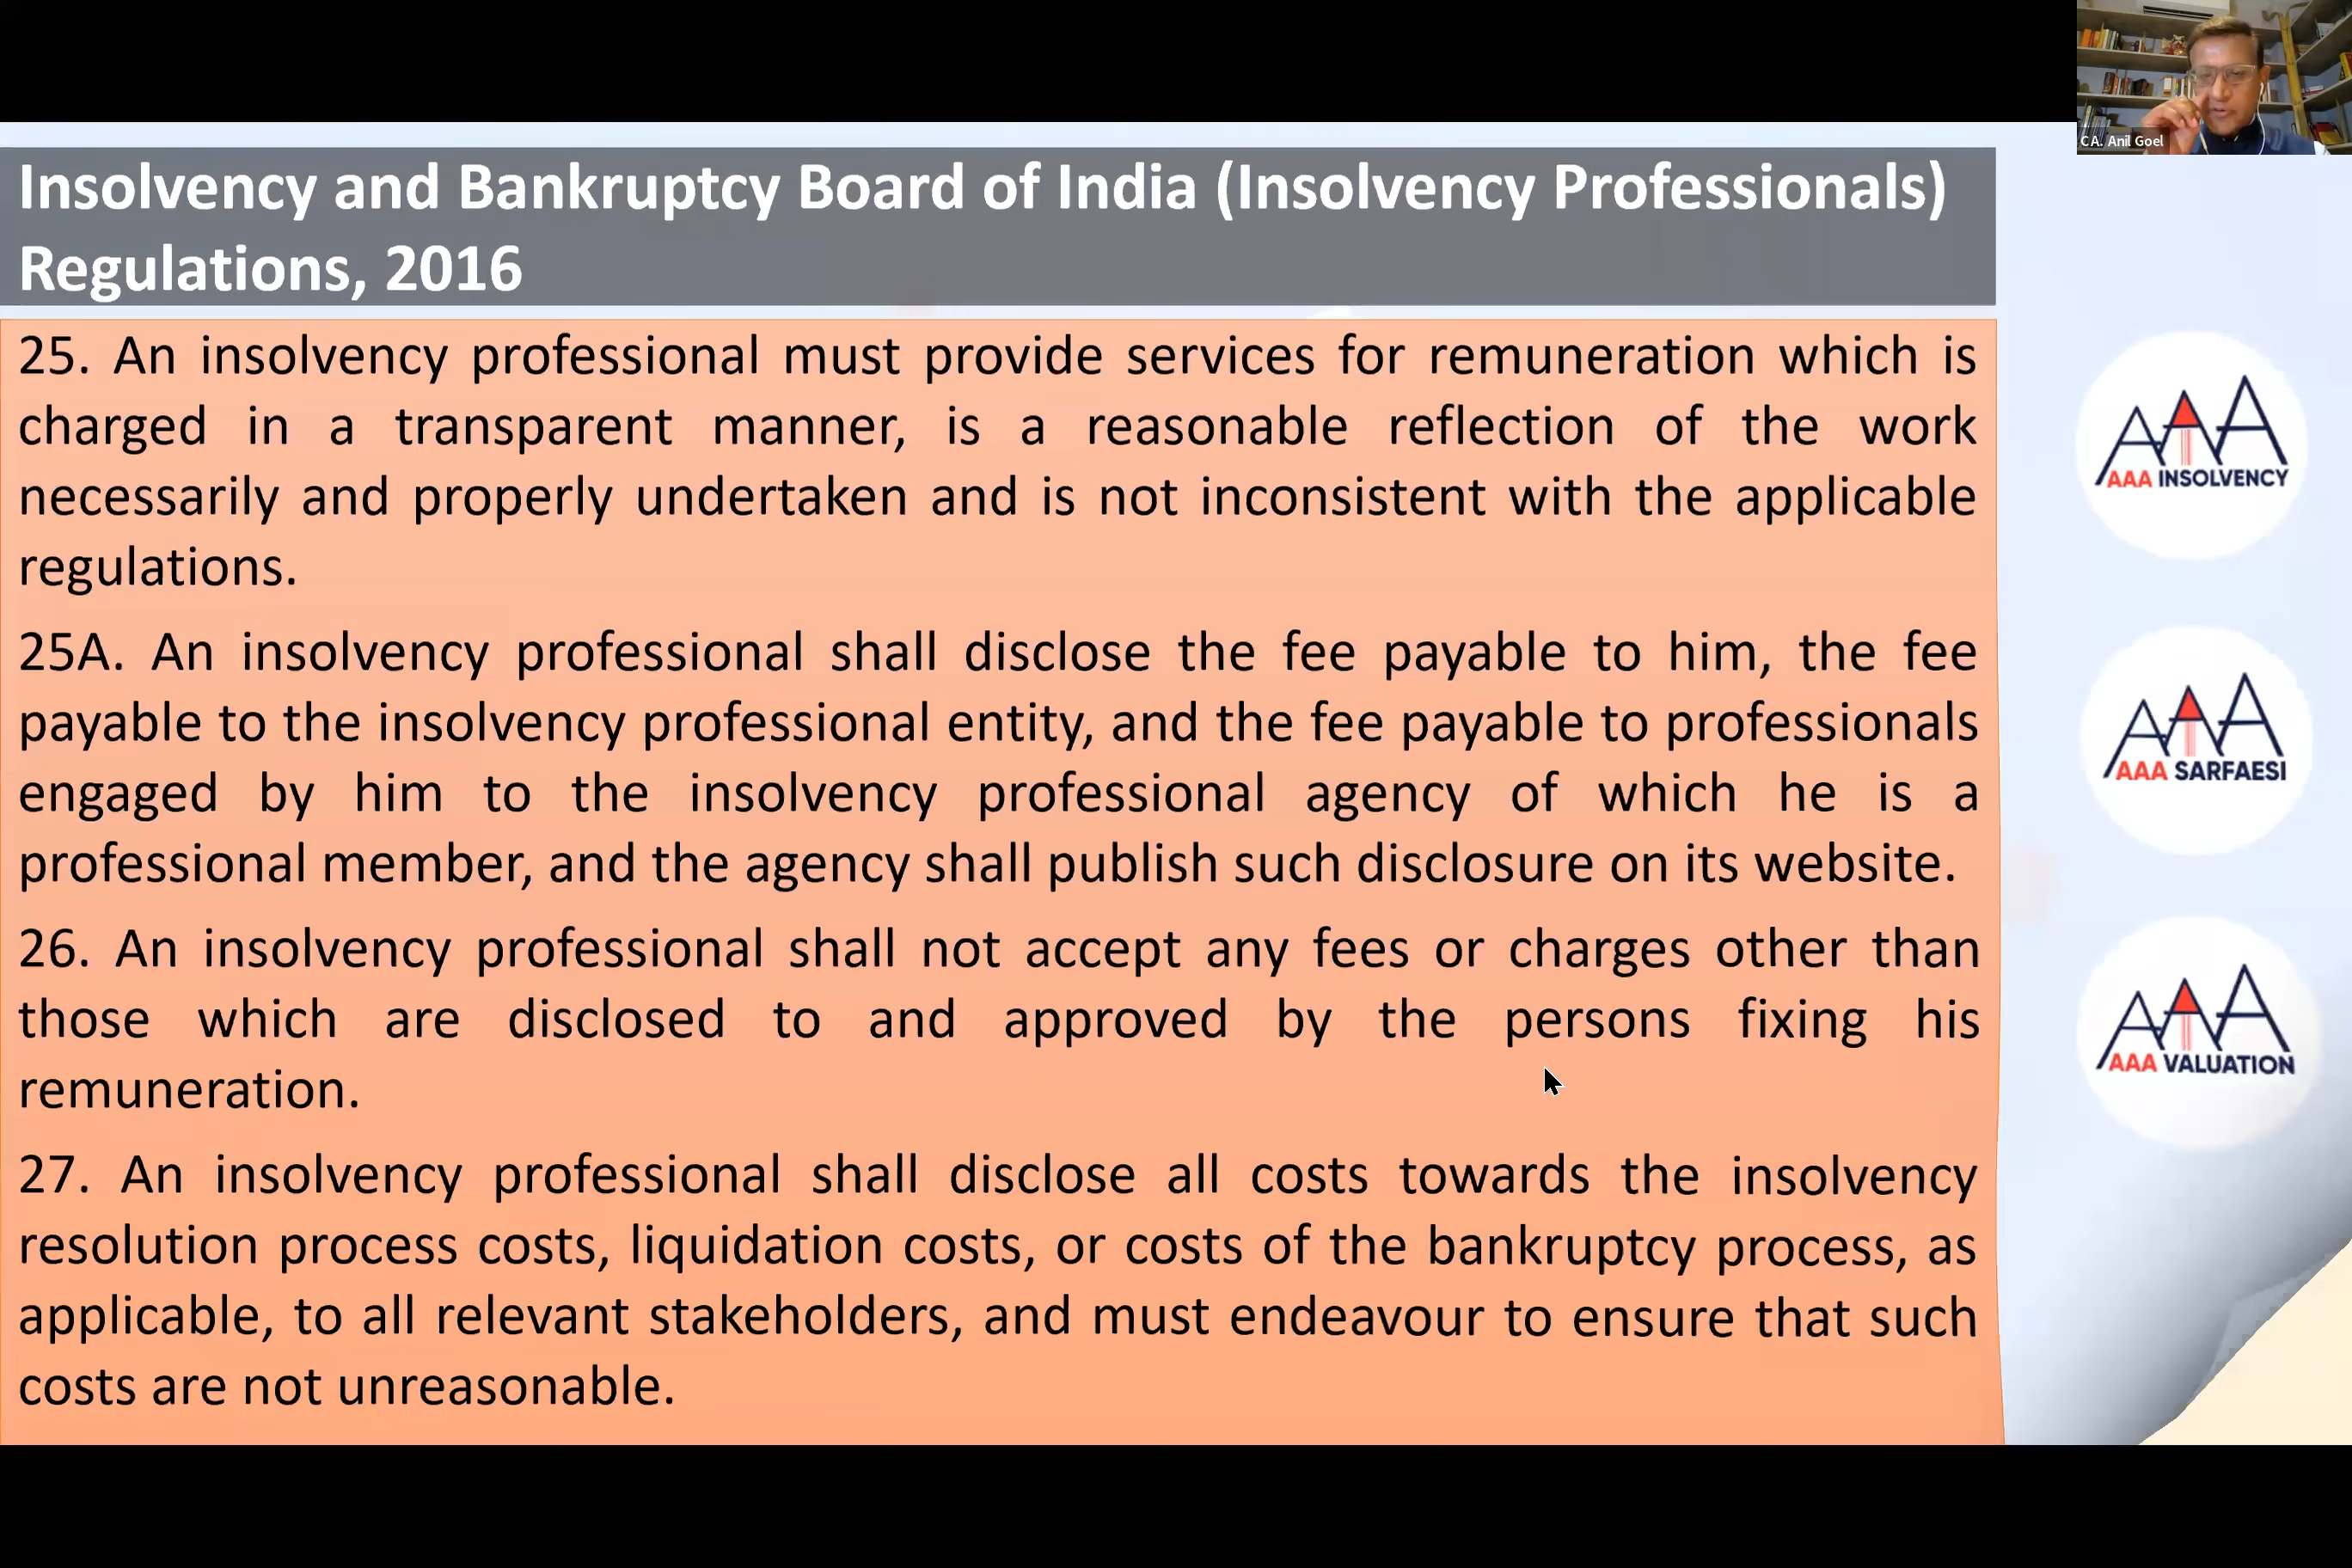 CA. Anil Goel
Insolvency and Bankruptcy Board of India (Insolvency Professionals)
Regulations, 2016
25. An insolvency professional must provide services for remuneration which is
charged in a transparent manner, is a reasonable reflection of the work
necessarily and properly undertaken and is not inconsistent with the applicable
regulations.
25A. An insolvency professional shall disclose the fee payable to him, the fee
payable to the insolvency professional entity, and the fee payable to professionals
engaged by him to the insolvency professional agency of which he is a
professional member, and the agency shall publish such disclosure on its website.
26. An insolvency professional shall not accept any fees or charges other than
those which are disclosed to and approved by the persons fixing his
remuneration.
27. An insolvency professional shall disclose all costs towards the insolvency
resolution process costs, liquidation costs, or costs of the bankruptcy process, as
applicable, to all relevant stakeholders, and must endeavour to ensure that such
costs are not unreasonable.
AAA
AAA INSOLVENCY
AAA
AAA SARFAESI
AAA
AAA VALUATION